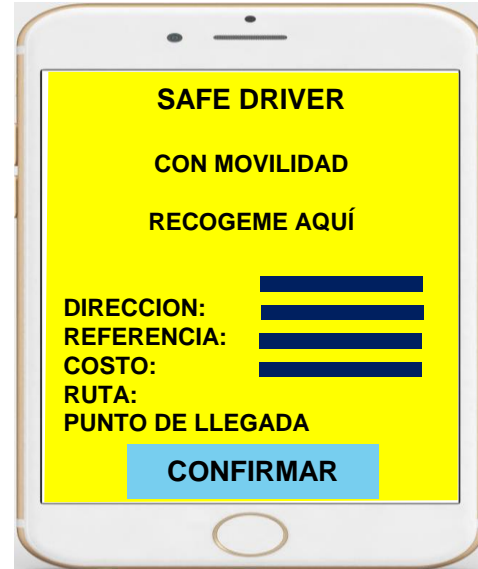 SAFE DRIVER
CON MOVILIDAD
RECOGEME AQUÍ
DIRECCION:
REFERENCIA:
COSTO:
RUTA:
PUNTO DE LLEGADA
CONFIRMAR